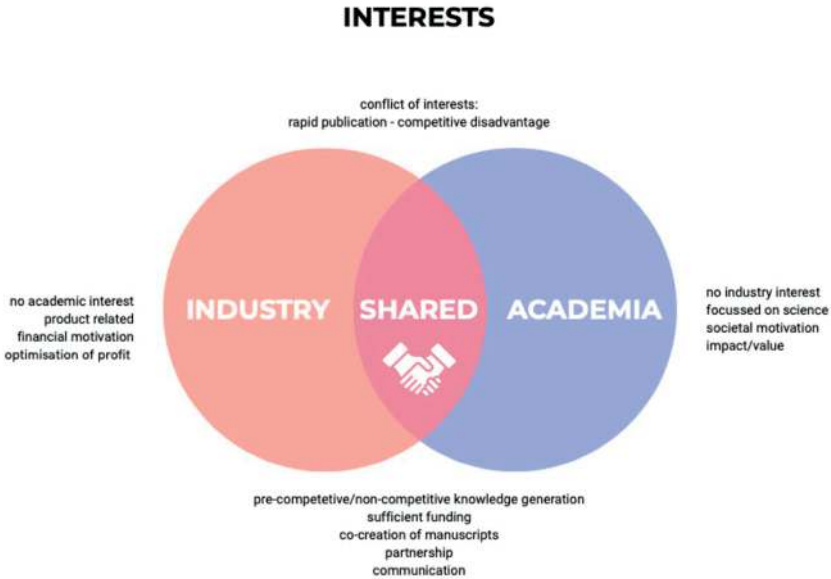 INTERESTS
conflict of interests:
rapid publication - competitive disadvantage
no academic interest
product related
financial motivation
optimisation of profit
INDUSTRY
SHARED
ACADEMIA
no industry interest
focussed on science
societal motivation
impact/value
pre-competetive/non-competitive knowledge generation
sufficient funding
co-creation of manuscripts
partnership
communication